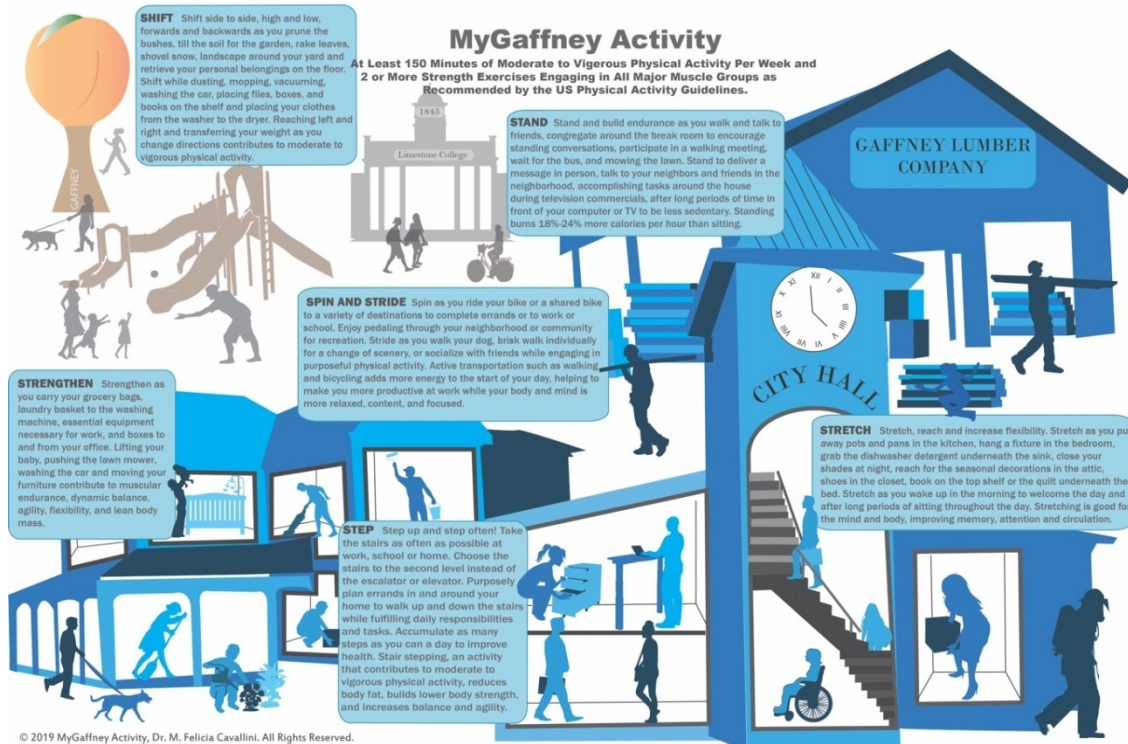 MyGaffney Activity
At Least 150 Minutes of Moderate to Vigorous Physical Activity Per Week and
2 or More Strength Exercises Engaging in All Major Muscle Groups as
Recommended by the US Physical Activity Guidelines.
SHIFT Shift side to side, high and low,
forwards and backwards as you prune the
bushes, till the soil for the garden, rake leaves,
shovel snow, landscape around your yard and
retrieve your personal belongings on the floor.
Shift while dusting, mopping, vacuuming,
washing the car, placing files, boxes, and
books on the shelf and placing your clothes
from the washer to the dryer. Reaching left and
right and transferring your weight as you
change directions contributes to moderate to
vigorous physical activity.
GAFFNEY
1845
Limestone College
STAND Stand and build endurance as you walk and talk to
friends, congregate around the break room to encourage
standing conversations, participate in a walking meeting,
wait for the bus, and mowing the lawn. Stand to deliver a
message in person, talk to your neighbors and friends in the
neighborhood, accomplishing tasks around the house
during television commercials, after long periods of time in
front of your computer or TV to be less sedentary. Standing
burns 18%-24% more calories per hour than sitting.
GAFFNEY LUMBER
COMPANY
SPIN AND STRIDE Spin as you ride your bike or a shared bike
to a variety of destinations to complete errands or to work or
school. Enjoy pedaling through your neighborhood or community
for recreation. Stride as you walk your dog, brisk walk individually
for a change of scenery, or socialize with friends while engaging in
purposeful physical activity. Active transportation such as walking
and bicycling adds more energy to the start of your day, helping to
make you more productive at work while your body and mind is
more relaxed, content, and focused.
XII I II III IIII V VI VII VIII IX X XI
CITY HALL
STRENGTHEN Strengthen as
you carry your grocery bags,
laundry basket to the washing
machine, essential equipment
necessary for work, and boxes to
and from your office. Lifting your
baby, pushing the lawn mower,
washing the car and moving your
furniture contribute to muscular
endurance, dynamic balance,
agility, flexibility, and lean body
mass.
STEP Step up and step often! Take
the stairs as often as possible at
work, school or home. Choose the
stairs to the second level instead of
the escalator or elevator. Purposely
plan errands in and around your
home to walk up and down the stairs
while fulfilling daily responsibilities
and tasks. Accumulate as many
steps as you can a day to improve
health. Stair stepping, an activity
that contributes to moderate to
vigorous physical activity, reduces
body fat, builds lower body strength,
and increases balance and agility.
STRETCH Stretch, reach and increase flexibility. Stretch as you pu
away pots and pans in the kitchen, hang a fixture in the bedroom,
grab the dishwasher detergent underneath the sink, close your
shades at night, reach for the seasonal decorations in the attic,
shoes in the closet, book on the top shelf or the quilt underneath the
bed. Stretch as you wake up in the morning to welcome the day and
after long periods of sitting throughout the day. Stretching is good for
the mind and body, improving memory, attention and circulation.
© 2019 MyGaffney Activity, Dr. M. Felicia Cavallini. All Rights Reserved.